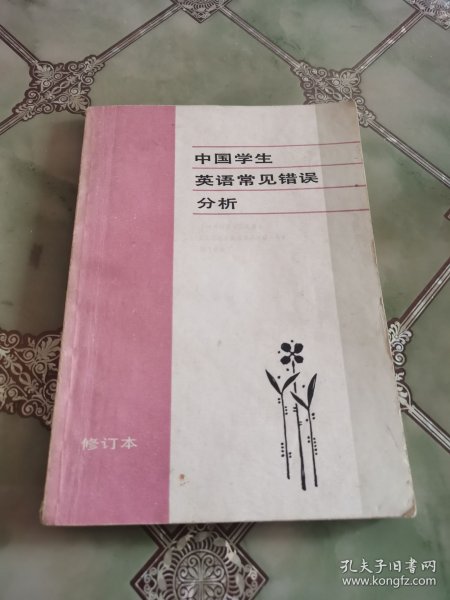 中国学生
英语常见错误
分析
修订本
孔夫子旧书网
www.kongfz.com